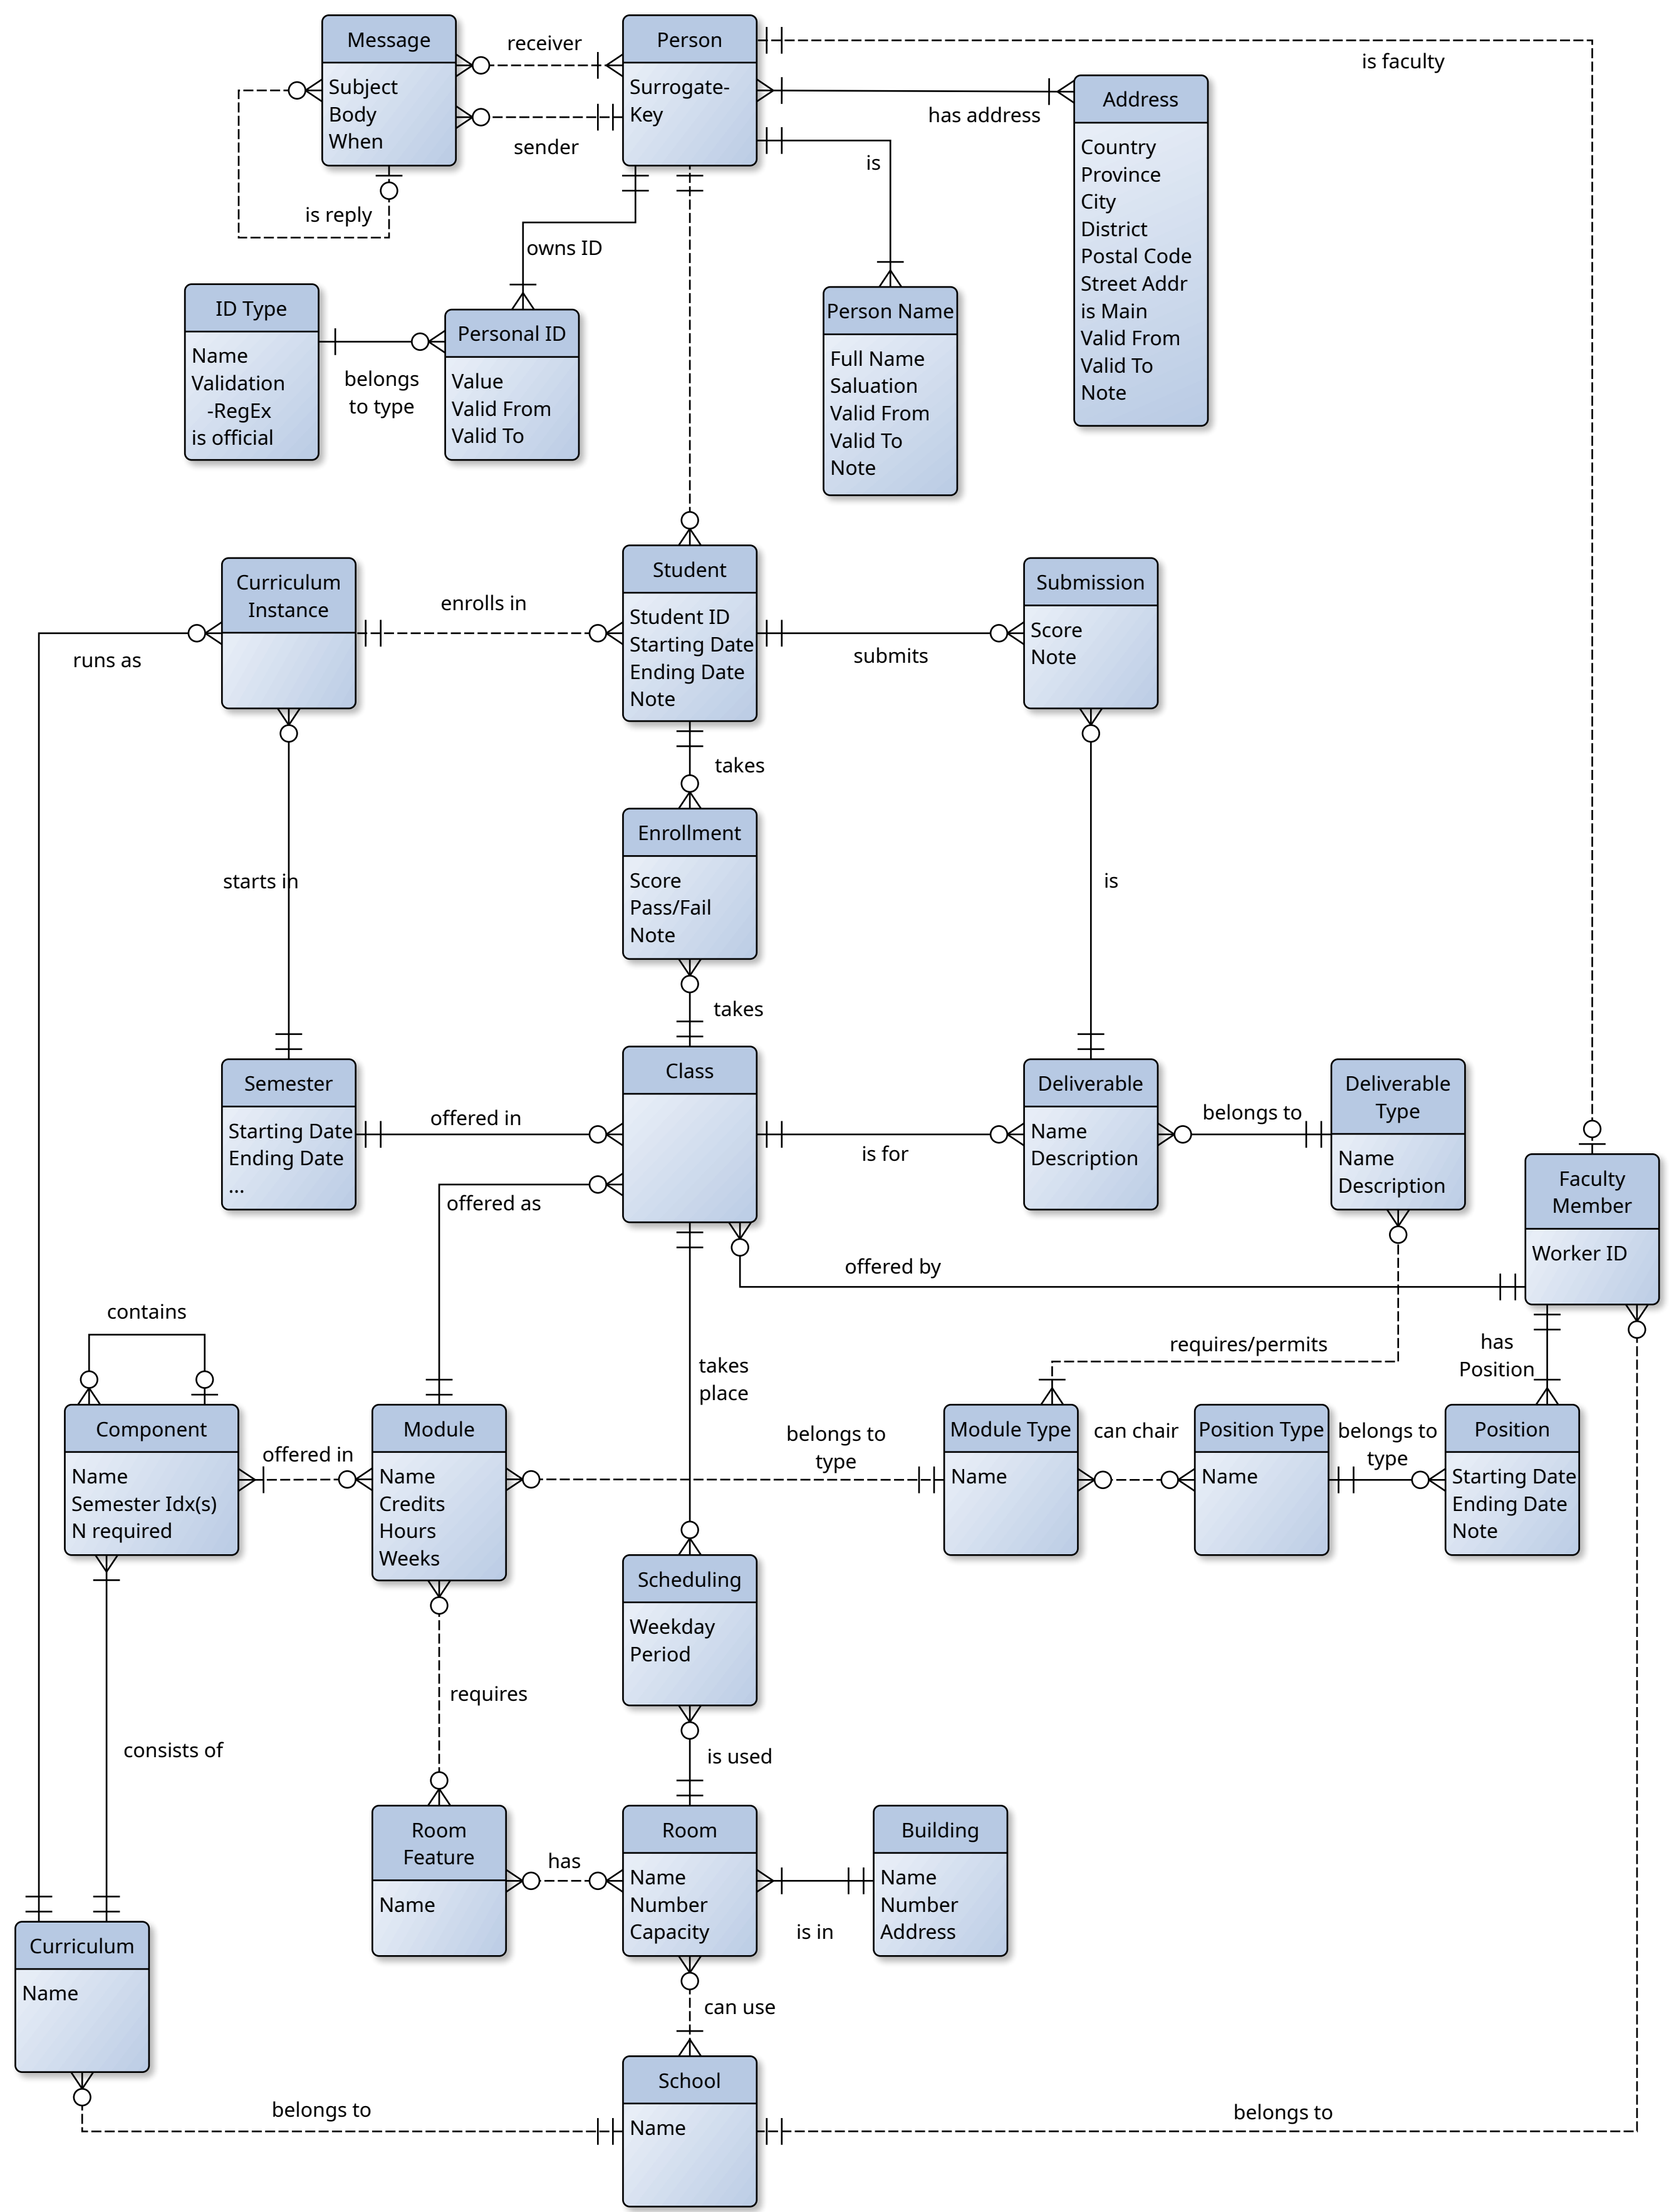 Message
Subject
Body
When
receiver
sender
is reply
Person
Surrogate-
Key
is faculty
has address
Address
Country
Province
City
District
Postal Code
Street Addr
is Main
Valid From
Valid To
Note
is
owns ID
ID Type
Name
Validation
-RegEx
is official
belongs
to type
Personal ID
Value
Valid From
Valid To
Person Name
Full Name
Saluation
Valid From
Valid To
Note
Curriculum
Instance
enrolls in
runs as
Student
Student ID
Starting Date
Ending Date
Note
submits
Submission
Score
Note
takes
Enrollment
Score
Pass/Fail
Note
starts in
is
takes
Semester
Starting Date
Ending Date
...
offered in
Class
is for
Deliverable
Name
Description
belongs to
Deliverable
Type
Name
Description
Faculty
Member
Worker ID
offered as
offered by
contains
takes
place
requires/permits
has
Position
Component
Name
Semester Idx(s)
N required
offered in
Module
Name
Credits
Hours
Weeks
belongs to
type
Module Type
Name
can chair
Position Type
Name
belongs to
type
Position
Starting Date
Ending Date
Note
Scheduling
Weekday
Period
requires
consists of
is used
Room
Feature
Name
has
Room
Name
Number
Capacity
is in
Building
Name
Number
Address
Curriculum
Name
can use
School
Name
belongs to
belongs to